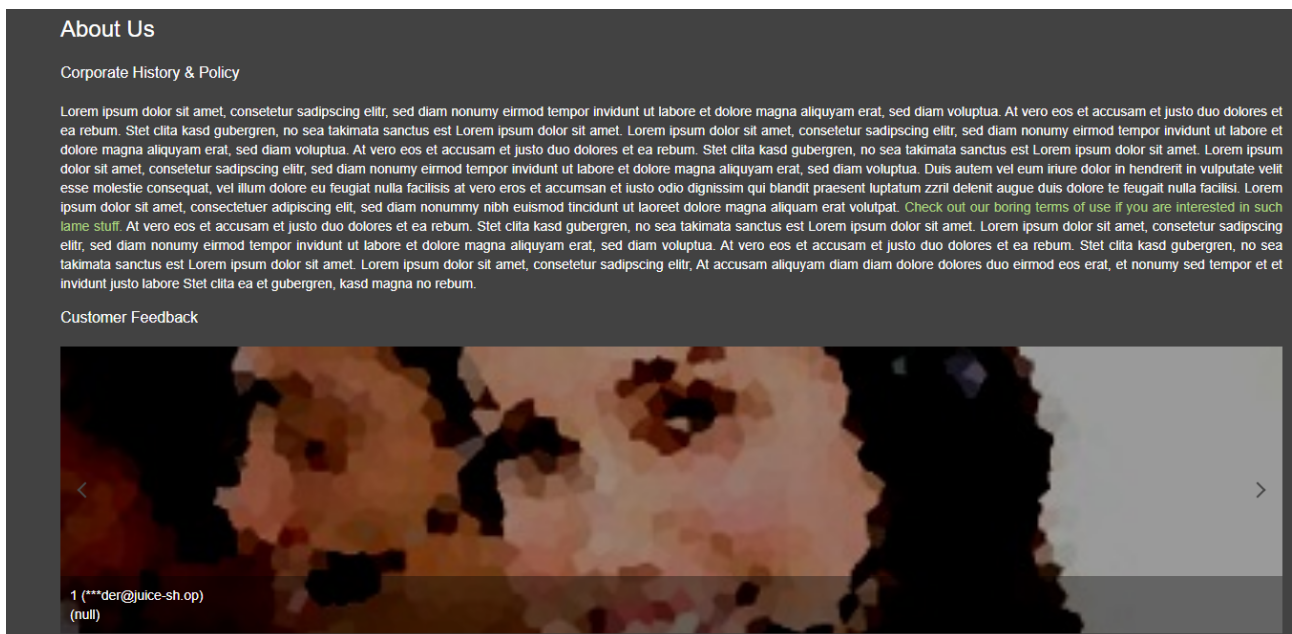 About Us
Corporate History & Policy
Lorem ipsum dolor sit amet, consetetur sadipscing elitr, sed diam nonumy eirmod tempor invidunt ut labore et dolore magna aliquyam erat, sed diam voluptua. At vero eos et accusam et justo duo dolores et
ea rebum. Stet clita kasd gubergren, no sea takimata sanctus est Lorem ipsum dolor sit amet. Lorem ipsum dolor sit amet, consetetur sadipscing elitr, sed diam nonumy eirmod tempor invidunt ut labore et
dolore magna aliquyam erat, sed diam voluptua. At vero eos et accusam et justo duo dolores et ea rebum. Stet clita kasd gubergren, no sea takimata sanctus est Lorem ipsum dolor sit amet. Lorem ipsum
dolor sit amet, consetetur sadipscing elitr, sed diam nonumy eirmod tempor invidunt ut labore et dolore magna aliquyam erat, sed diam voluptua. Duis autem vel eum iriure dolor in hendrerit in vulputate velit
esse molestie consequat, vel illum dolore eu feugiat nulla facilisis at vero eros et accumsan et iusto odio dignissim qui blandit praesent luptatum zzril delenit augue duis dolore te feugait nulla facilisi. Lorem
ipsum dolor sit amet, consectetuer adipiscing elit, sed diam nonummy nibh euismod tincidunt ut laoreet dolore magna aliquam erat volutpat. Check out our boring terms of use if you are interested in such
lame stuff. At vero eos et accusam et justo duo dolores et ea rebum. Stet clita kasd gubergren, no sea takimata sanctus est Lorem ipsum dolor sit amet. Lorem ipsum dolor sit amet, consetetur sadipscing
elitr, sed diam nonumy eirmod tempor invidunt ut labore et dolore magna aliquyam erat, sed diam voluptua. At vero eos et accusam et justo duo dolores et ea rebum. Stet clita kasd gubergren, no sea
takimata sanctus est Lorem ipsum dolor sit amet. Lorem ipsum dolor sit amet, consetetur sadipscing elitr, At accusam aliquyam diam diam dolore dolores duo eirmod eos erat, et nonumy sed tempor et et
invidunt justo labore Stet clita ea et gubergren, kasd magna no rebum.
Customer Feedback
1 (***der@juice-sh.op)
(null)